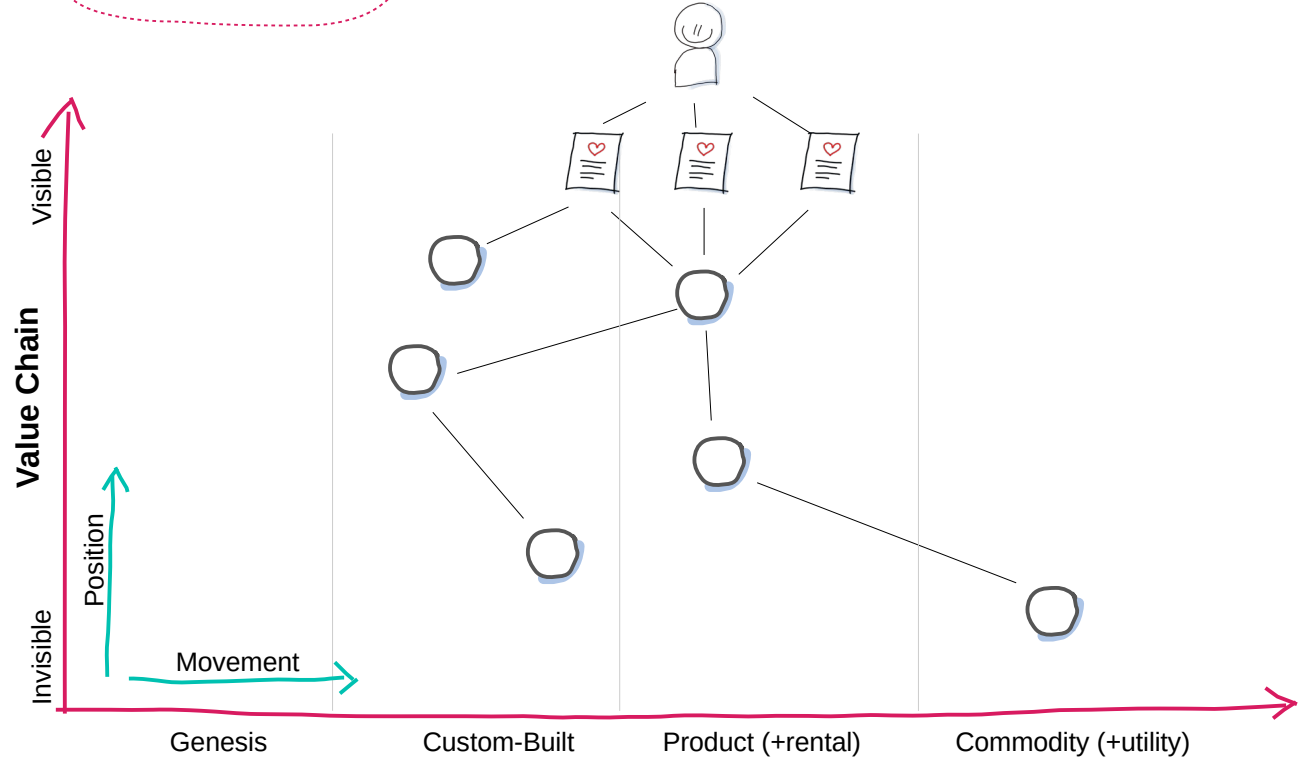 Visible
Value Chain
Position
Invisible
Movement
Genesis
Custom-Built
Product (+rental)
Commodity (+utility)